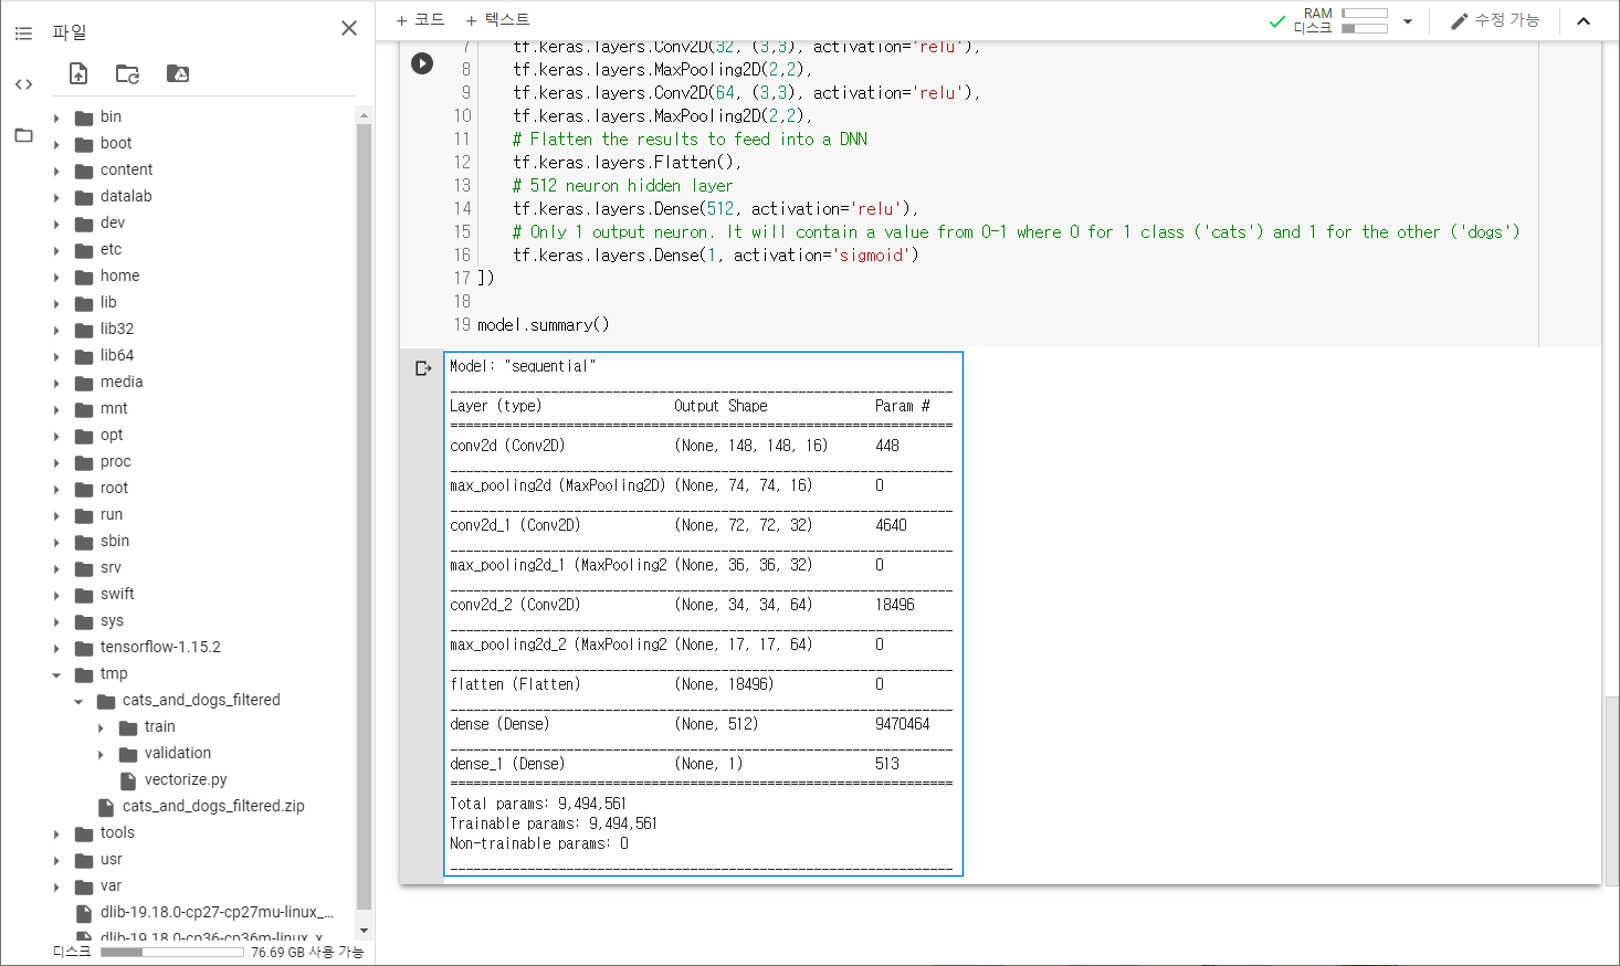 파일
+ 코드 + 텍스트
RAM
디스크
수정 가능
bin
boot
content
datalab
dev
etc
home
lib
lib32
lib64
media
mnt
opt
proc
root
run
sbin
srv
swift
sys
tensorflow-1.15.2
tmp
cats_and_dogs_filtered
train
validation
vectorize.py
cats_and_dogs_filtered.zip
tools
usr
var
dlib-19.18.0-cp27-cp27mu-linux_...
dlib-19.18.0-cp36-cp36m-linux_x
디스크 76.69 GB 사용 가능
7 tf.keras.layers.Conv2D(32, (3,3), activation='relu'),
8 tf.keras.layers.MaxPooling2D(2,2),
9 tf.keras.layers.Conv2D(64, (3,3), activation='relu'),
10 tf.keras.layers.MaxPooling2D(2,2),
11 # Flatten the results to feed into a DNN
12 tf.keras.layers.Flatten(),
13 # 512 neuron hidden layer
14 tf.keras.layers.Dense(512, activation='relu'),
15 # Only 1 output neuron. It will contain a value from 0-1 where 0 for 1 class ('cats') and 1 for the other ('dogs')
16 tf.keras.layers.Dense(1, activation='sigmoid')
17 ])
18
19 model.summary()
Model: "sequential"
Layer (type) Output Shape Param #
conv2d (Conv2D) (None, 148, 148, 16) 448
max_pooling2d (MaxPooling2D) (None, 74, 74, 16) 0
conv2d_1 (Conv2D) (None, 72, 72, 32) 4640
max_pooling2d_1 (MaxPooling2 (None, 36, 36, 32) 0
conv2d_2 (Conv2D) (None, 34, 34, 64) 18496
max_pooling2d_2 (MaxPooling2 (None, 17, 17, 64) 0
flatten (Flatten) (None, 18496) 0
dense (Dense) (None, 512) 9470464
dense_1 (Dense) (None, 1) 513
Total params: 9,494,561
Trainable params: 9,494,561
Non-trainable params: 0